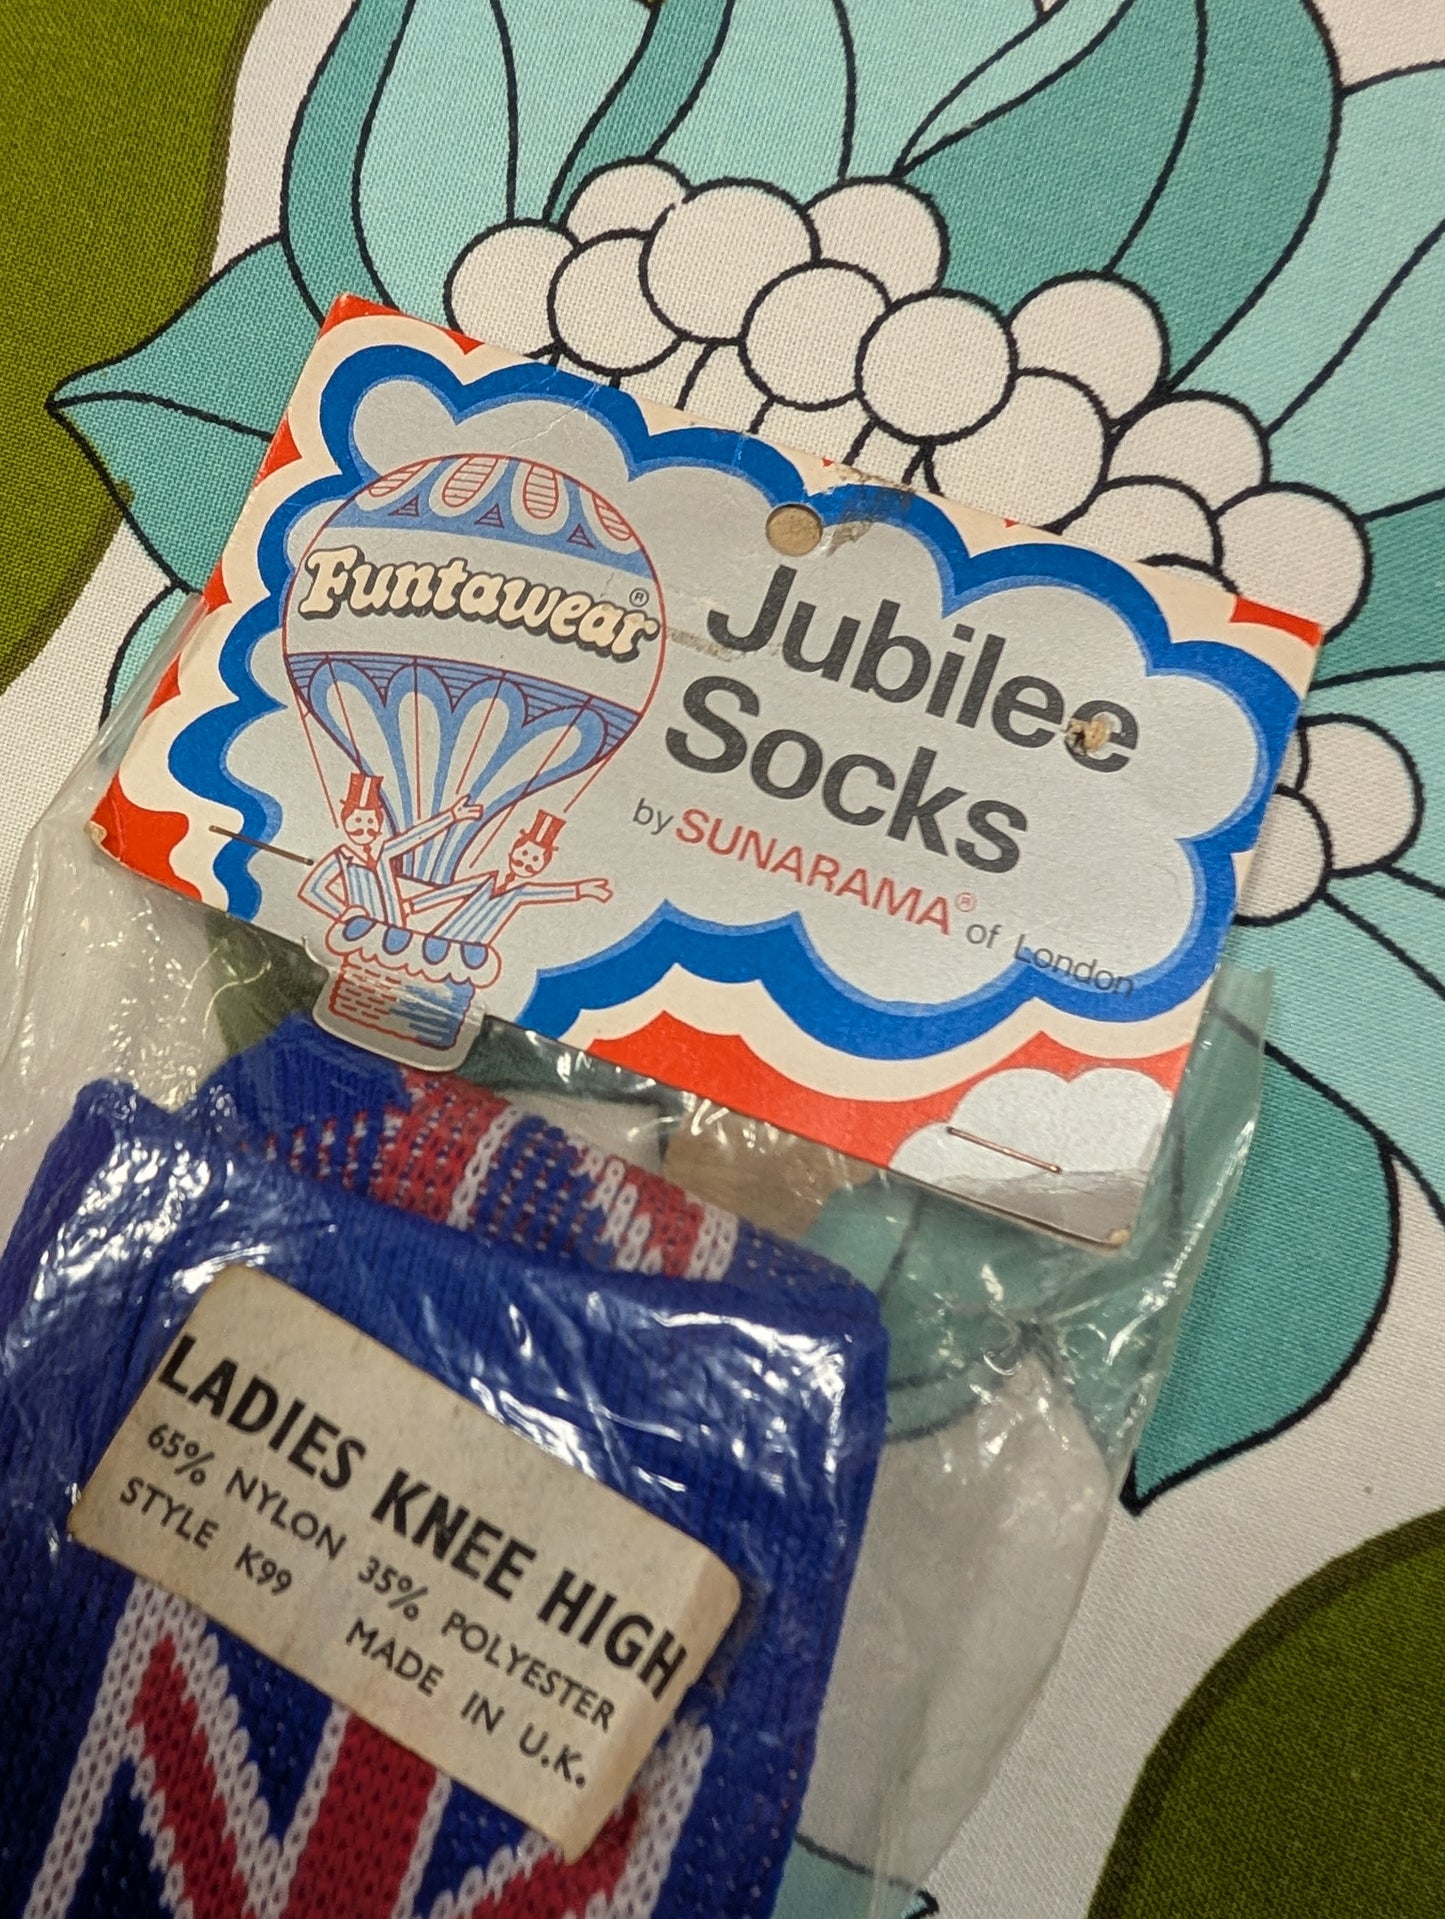 Funtawear®
Jubilee
Socks
by SUNARAMA® of London
LADIES KNEE HIGH
65% NYLON 35% POLYESTER
STYLE K99 MADE IN U.K.